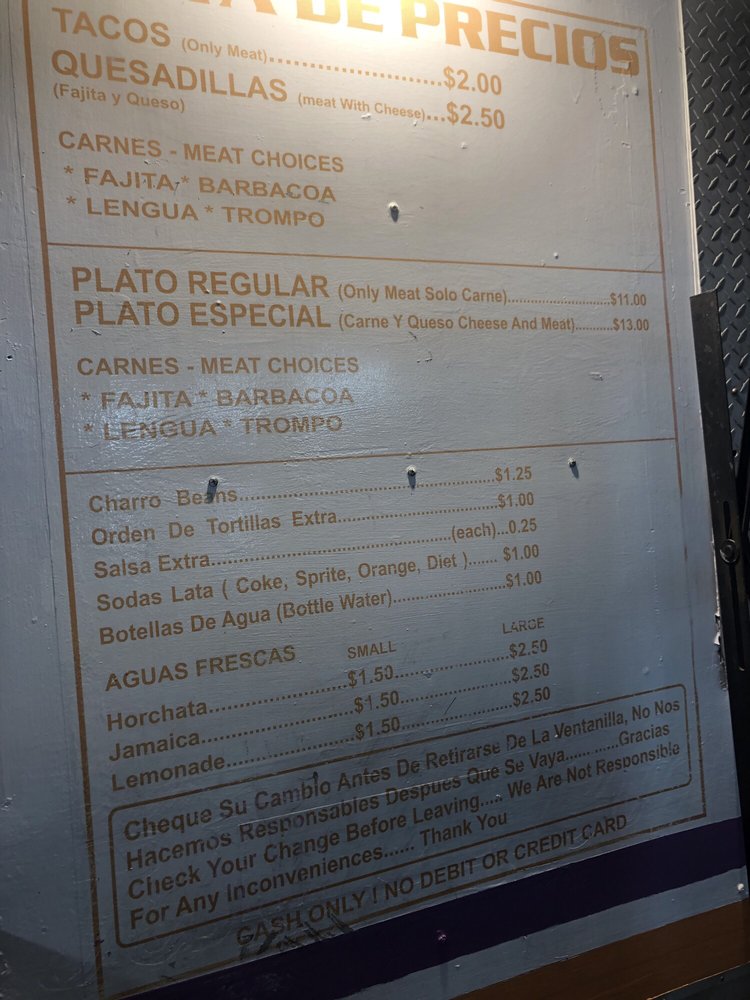 DE PRECIOS
TACOS (Only Meat)........................$2.00
QUESADILLAS (meat With Cheese)...$2.50
(Fajita y Queso)
CARNES - MEAT CHOICES
* FAJITA * BARBACOA
* LENGUA * TROMPO
PLATO REGULAR (Only Meat Solo Carne)..........................$11.00
PLATO ESPECIAL (Carne Y Queso Cheese And Meat)..........$13.00
CARNES - MEAT CHOICES
* FAJITA * BARBACOA
* LENGUA * TROMPO
Charro Beans.............................................$1.25
Orden De Tortillas Extra............................$1.00
Salsa Extra..........................................(each)...0.25
Sodas Lata ( Coke, Sprite, Orange, Diet )....... $1.00
Botellas De Agua (Bottle Water)....................$1.00
AGUAS FRESCAS SMALL LARGE
Horchata.......................$1.50...................$2.50
Jamaica.........................$1.50...................$2.50
Lemonade.....................$1.50...................$2.50
Cheque Su Cambio Antes De Retirarse De La Ventanilla, No Nos
Hacemos Responsables Despues Que Se Vaya............Gracias
Check Your Change Before Leaving..... We Are Not Responsible
For Any Inconveniences...... Thank You
CASH ONLY ! NO DEBIT OR CREDIT CARD